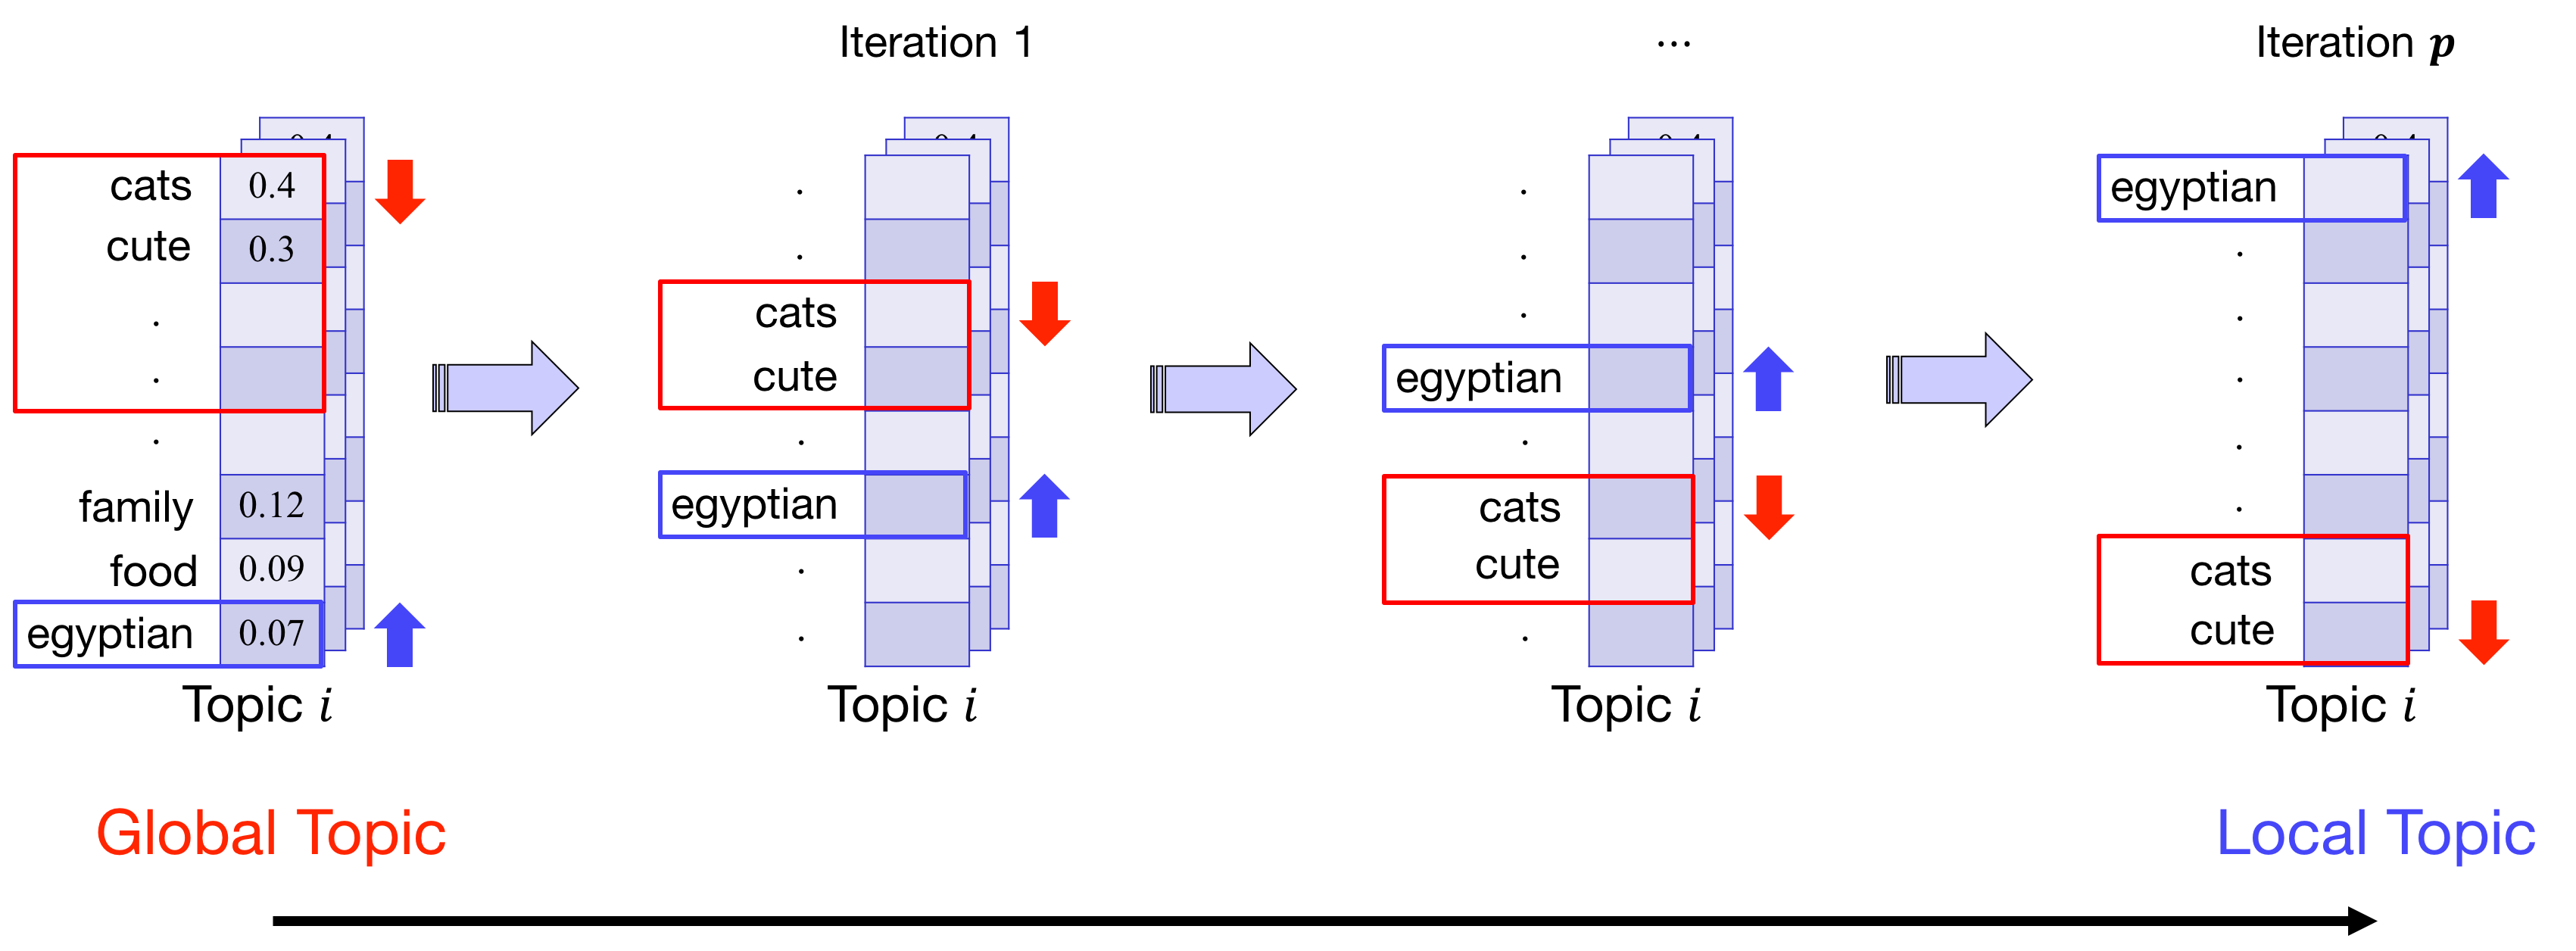 Iteration 1
...
Iteration p
cats 0.4
cute 0.3
.
.
.
family 0.12
food 0.09
egyptian 0.07
Topic i
.
.
cats
cute
.
egyptian
.
.
Topic i
.
.
.
egyptian
.
cats
cute
.
Topic i
egyptian
.
.
.
.
.
cats
cute
Topic i
Global Topic
Local Topic